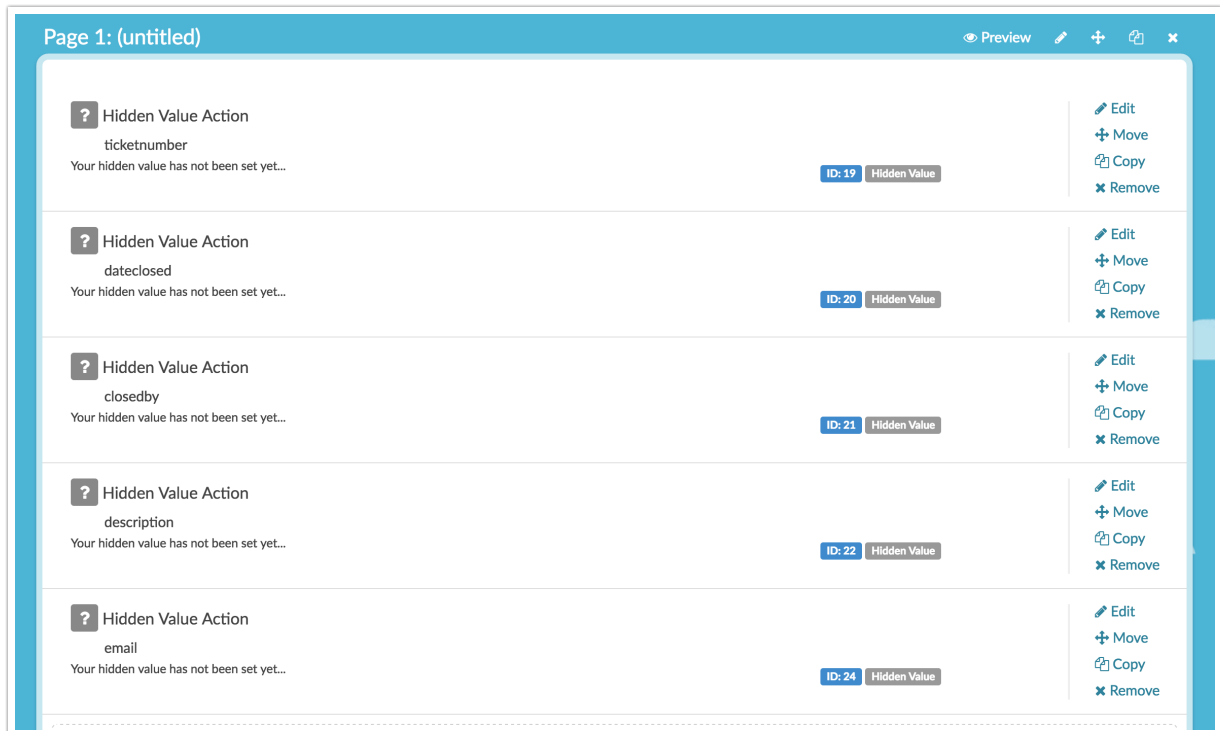 Page 1: (untitled)
Preview
? Hidden Value Action
ticketnumber
Your hidden value has not been set yet...
ID: 19 Hidden Value
Edit
Move
Copy
Remove
? Hidden Value Action
dateclosed
Your hidden value has not been set yet...
ID: 20 Hidden Value
Edit
Move
Copy
Remove
? Hidden Value Action
closedby
Your hidden value has not been set yet...
ID: 21 Hidden Value
Edit
Move
Copy
Remove
? Hidden Value Action
description
Your hidden value has not been set yet...
ID: 22 Hidden Value
Edit
Move
Copy
Remove
? Hidden Value Action
email
Your hidden value has not been set yet...
ID: 24 Hidden Value
Edit
Move
Copy
Remove